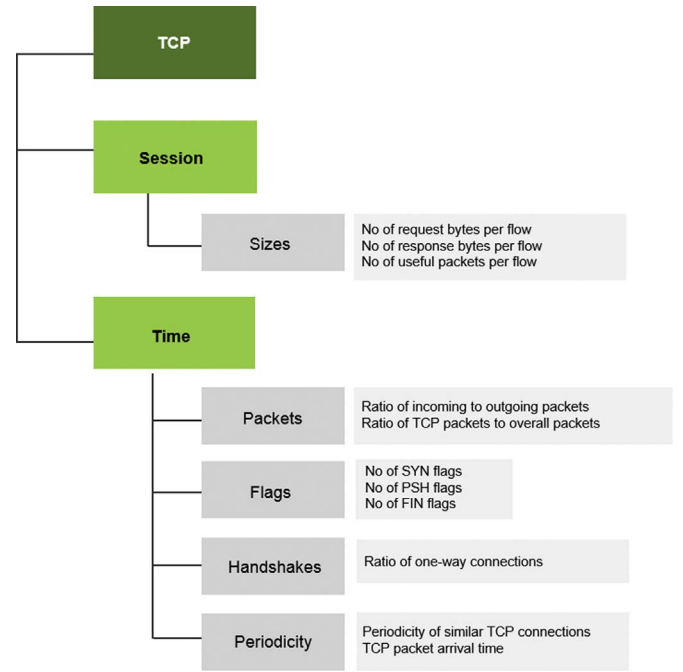 TCP
Session
Sizes
No of request bytes per flow
No of response bytes per flow
No of useful packets per flow
Time
Packets
Ratio of incoming to outgoing packets
Ratio of TCP packets to overall packets
Flags
No of SYN flags
No of PSH flags
No of FIN flags
Handshakes
Ratio of one-way connections
Periodicity
Periodicity of similar TCP connections
TCP packet arrival time